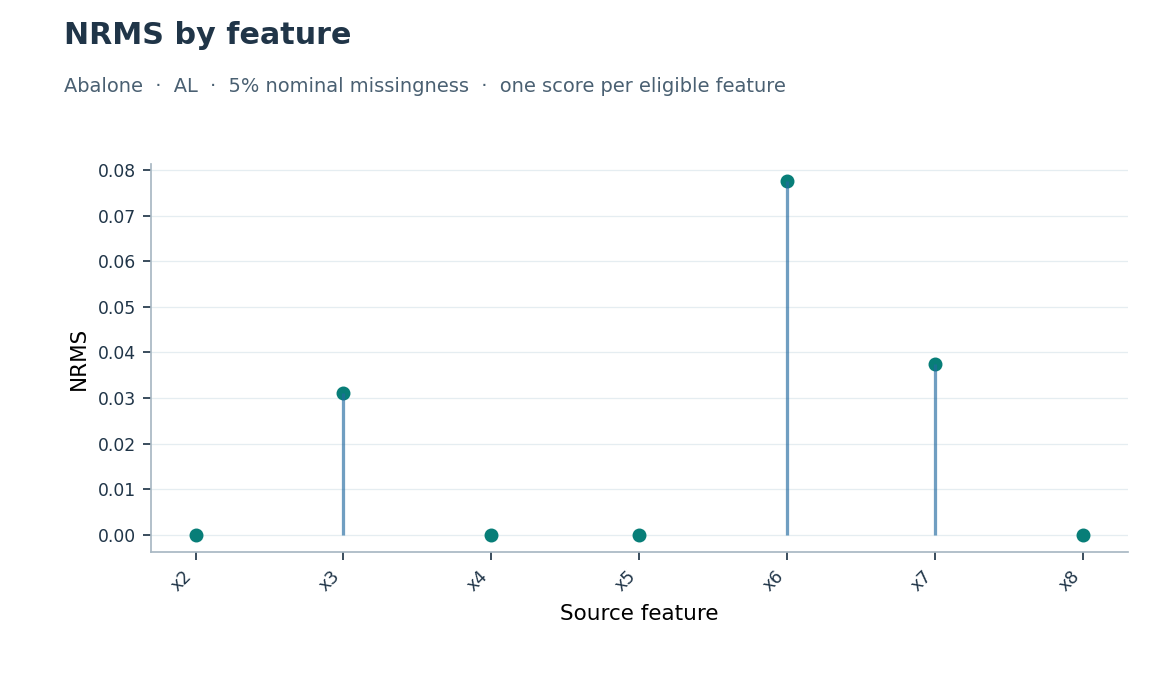 NRMS by feature
Abalone · AL · 5% nominal missingness · one score per eligible feature
0.08
0.07
0.06
0.05
0.04
0.03
0.02
0.01
0.00
NRMS
x2 x3 x4 x5 x6 x7 x8
Source feature